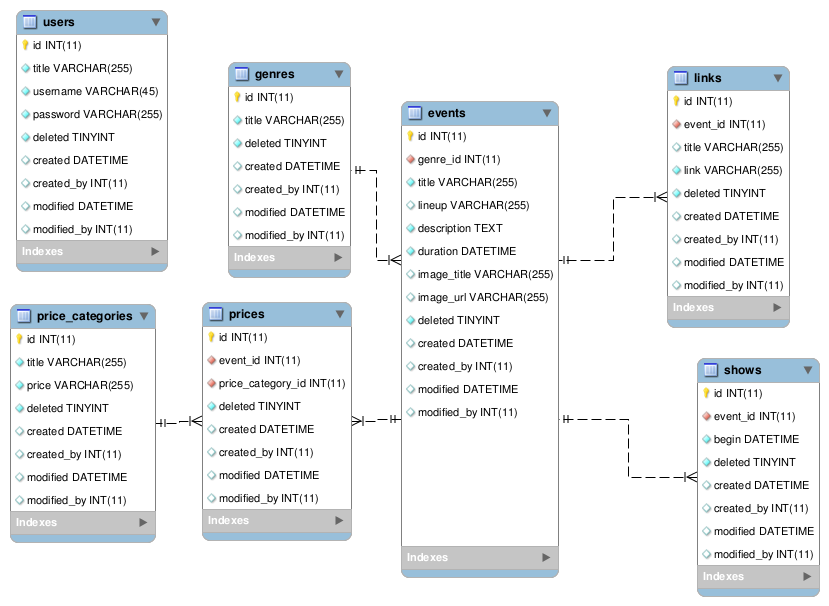 users
id INT(11)
title VARCHAR(255)
username VARCHAR(45)
password VARCHAR(255)
deleted TINYINT
created DATETIME
created_by INT(11)
modified DATETIME
modified_by INT(11)
Indexes
genres
id INT(11)
title VARCHAR(255)
deleted TINYINT
created DATETIME
created_by INT(11)
modified DATETIME
modified_by INT(11)
Indexes
events
id INT(11)
genre_id INT(11)
title VARCHAR(255)
lineup VARCHAR(255)
description TEXT
duration DATETIME
image_title VARCHAR(255)
image_url VARCHAR(255)
deleted TINYINT
created DATETIME
created_by INT(11)
modified DATETIME
modified_by INT(11)
Indexes
links
id INT(11)
event_id INT(11)
title VARCHAR(255)
link VARCHAR(255)
deleted TINYINT
created DATETIME
created_by INT(11)
modified DATETIME
modified_by INT(11)
Indexes
price_categories
id INT(11)
title VARCHAR(255)
price VARCHAR(255)
deleted TINYINT
created DATETIME
created_by INT(11)
modified DATETIME
modified_by INT(11)
Indexes
prices
id INT(11)
event_id INT(11)
price_category_id INT(11)
deleted TINYINT
created DATETIME
created_by INT(11)
modified DATETIME
modified_by INT(11)
Indexes
shows
id INT(11)
event_id INT(11)
begin DATETIME
deleted TINYINT
created DATETIME
created_by INT(11)
modified DATETIME
modified_by INT(11)
Indexes